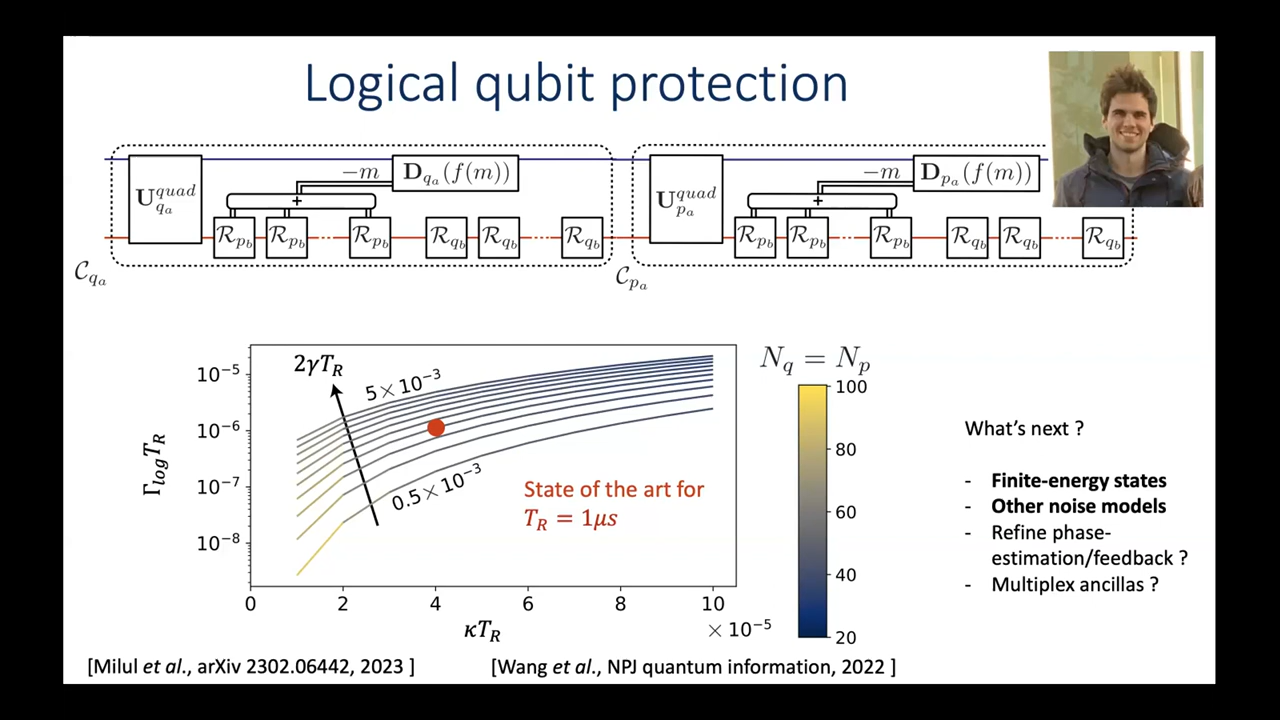 Logical qubit protection
−m D_{q_a}(f(m)) −m D_{p_a}(f(m))
U^{quad}_{q_a} U^{quad}_{p_a}
+ +
ℛ_{p_b} ℛ_{p_b} ℛ_{p_b} ℛ_{q_b} ℛ_{q_b} ℛ_{q_b} ℛ_{p_b} ℛ_{p_b} ℛ_{p_b} ℛ_{q_b} ℛ_{q_b} ℛ_{q_b}
𝒞_{q_a} 𝒞_{p_a}
2γT_R
5×10⁻³
0.5×10⁻³
State of the art for
T_R = 1μs
Γ_{log}T_R
10⁻⁵
10⁻⁶
10⁻⁷
10⁻⁸
0 2 4 6 8 10
κT_R
×10⁻⁵
N_q = N_p
100
80
60
40
20
What’s next ?
- Finite-energy states
- Other noise models
- Refine phase-
estimation/feedback ?
- Multiplex ancillas ?
[Milul et al., arXiv 2302.06442, 2023 ]
[Wang et al., NPJ quantum information, 2022 ]